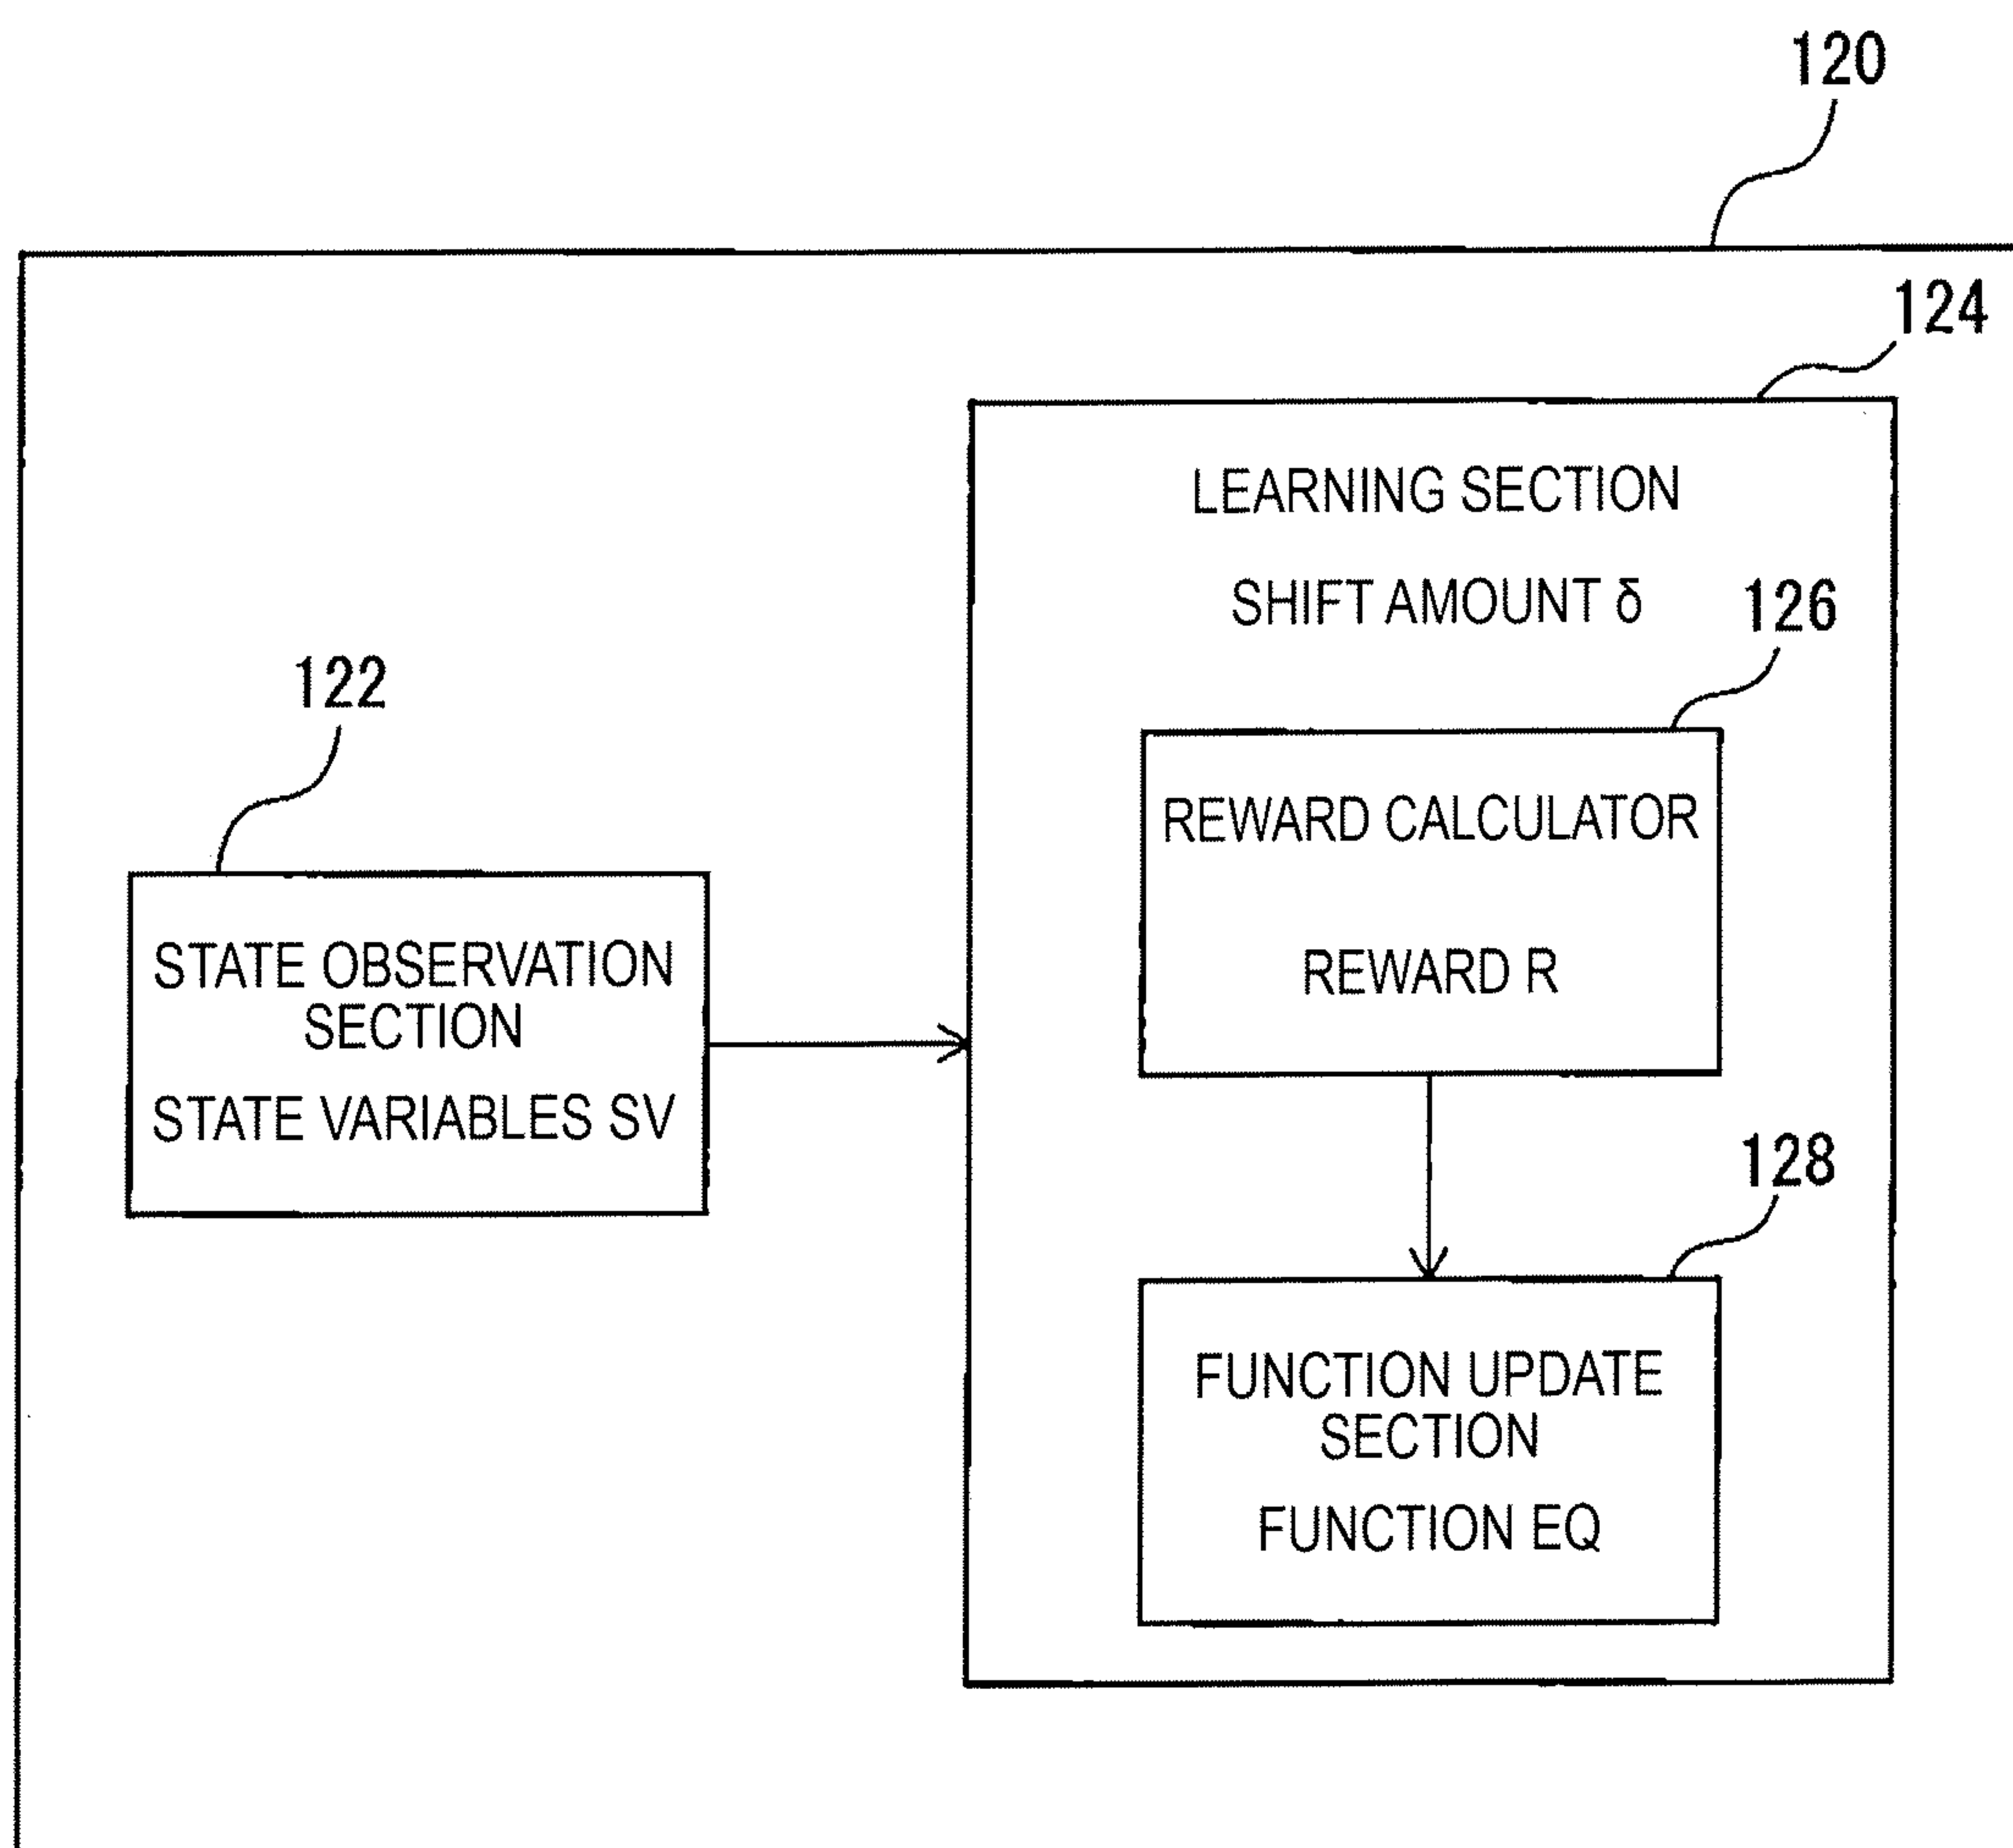 120
124
LEARNING SECTION
SHIFT AMOUNT δ
126
122
REWARD CALCULATOR
REWARD R
STATE OBSERVATION
SECTION
STATE VARIABLES SV
128
FUNCTION UPDATE
SECTION
FUNCTION EQ